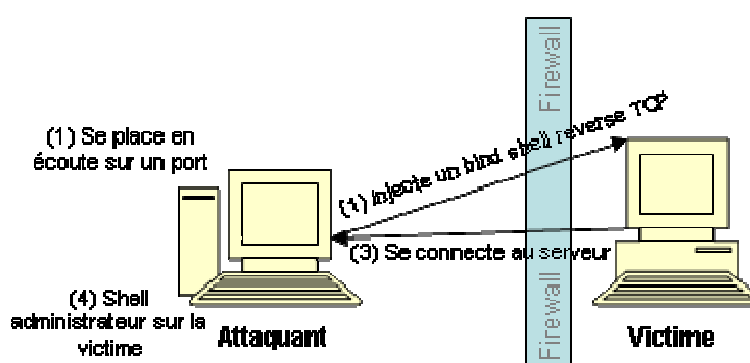 Firewall
(1) Se place en
écoute sur un port
Injecte un bind shell reverse TCP
(3) Se connecte au serveur
(4) Shell
administrateur sur la
victime
Attaquant
Firewall
Victime